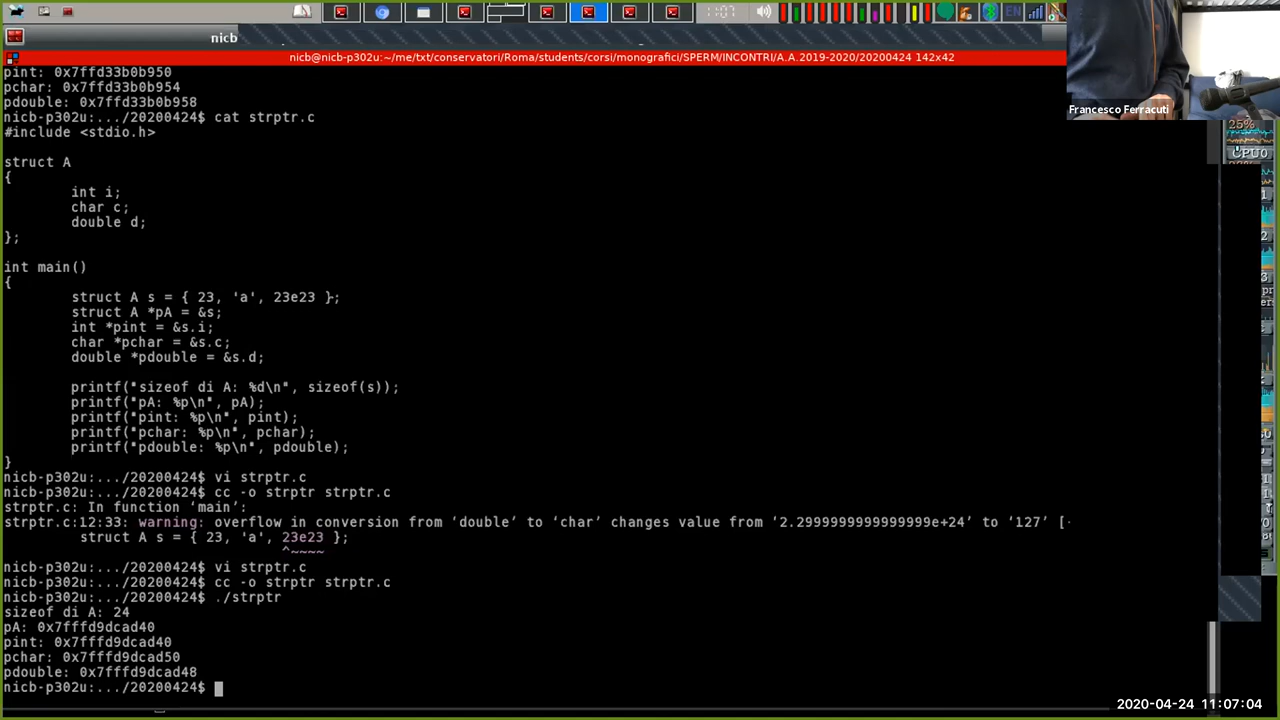 11:07
EN
nicb
nicb@nicb-p302u:~/me/txt/conservatori/Roma/students/corsi/monografici/SPERM/INCONTRI/A.A.2019-2020/20200424 142x42
Francesco Ferracuti
25%
CPU0
pint: 0x7ffd33b0b950
pchar: 0x7ffd33b0b954
pdouble: 0x7ffd33b0b958
nicb-p302u:.../20200424$ cat strptr.c
#include <stdio.h>
struct A
{
int i;
char c;
double d;
};
int main()
{
struct A s = { 23, 'a', 23e23 };
struct A *pA = &s;
int *pint = &s.i;
char *pchar = &s.c;
double *pdouble = &s.d;
printf("sizeof di A: %d\n", sizeof(s));
printf("pA: %p\n", pA);
printf("pint: %p\n", pint);
printf("pchar: %p\n", pchar);
printf("pdouble: %p\n", pdouble);
}
nicb-p302u:.../20200424$ vi strptr.c
nicb-p302u:.../20200424$ cc -o strptr strptr.c
strptr.c: In function ‘main’:
strptr.c:12:33: warning: overflow in conversion from ‘double’ to ‘char’ changes value from ‘2.2999999999999999e+24’ to ‘127’ [-
struct A s = { 23, 'a', 23e23 };
^~~~~
nicb-p302u:.../20200424$ vi strptr.c
nicb-p302u:.../20200424$ cc -o strptr strptr.c
nicb-p302u:.../20200424$ ./strptr
sizeof di A: 24
pA: 0x7fffd9dcad40
pint: 0x7fffd9dcad40
pchar: 0x7fffd9dcad50
pdouble: 0x7fffd9dcad48
nicb-p302u:.../20200424$
2020-04-24 11:07:04